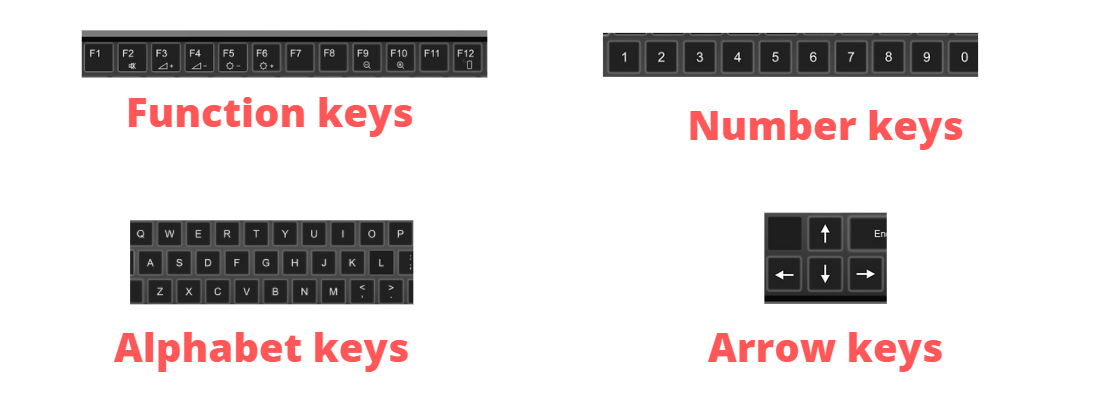 F1 F2 F3 F4 F5 F6 F7 F8 F9 F10 F11 F12
Function keys
1 2 3 4 5 6 7 8 9 0
Number keys
Q W E R T Y U I O P
A S D F G H J K L
Z X C V B N M < , > .
Alphabet keys
↑ En
← ↓ →
Arrow keys